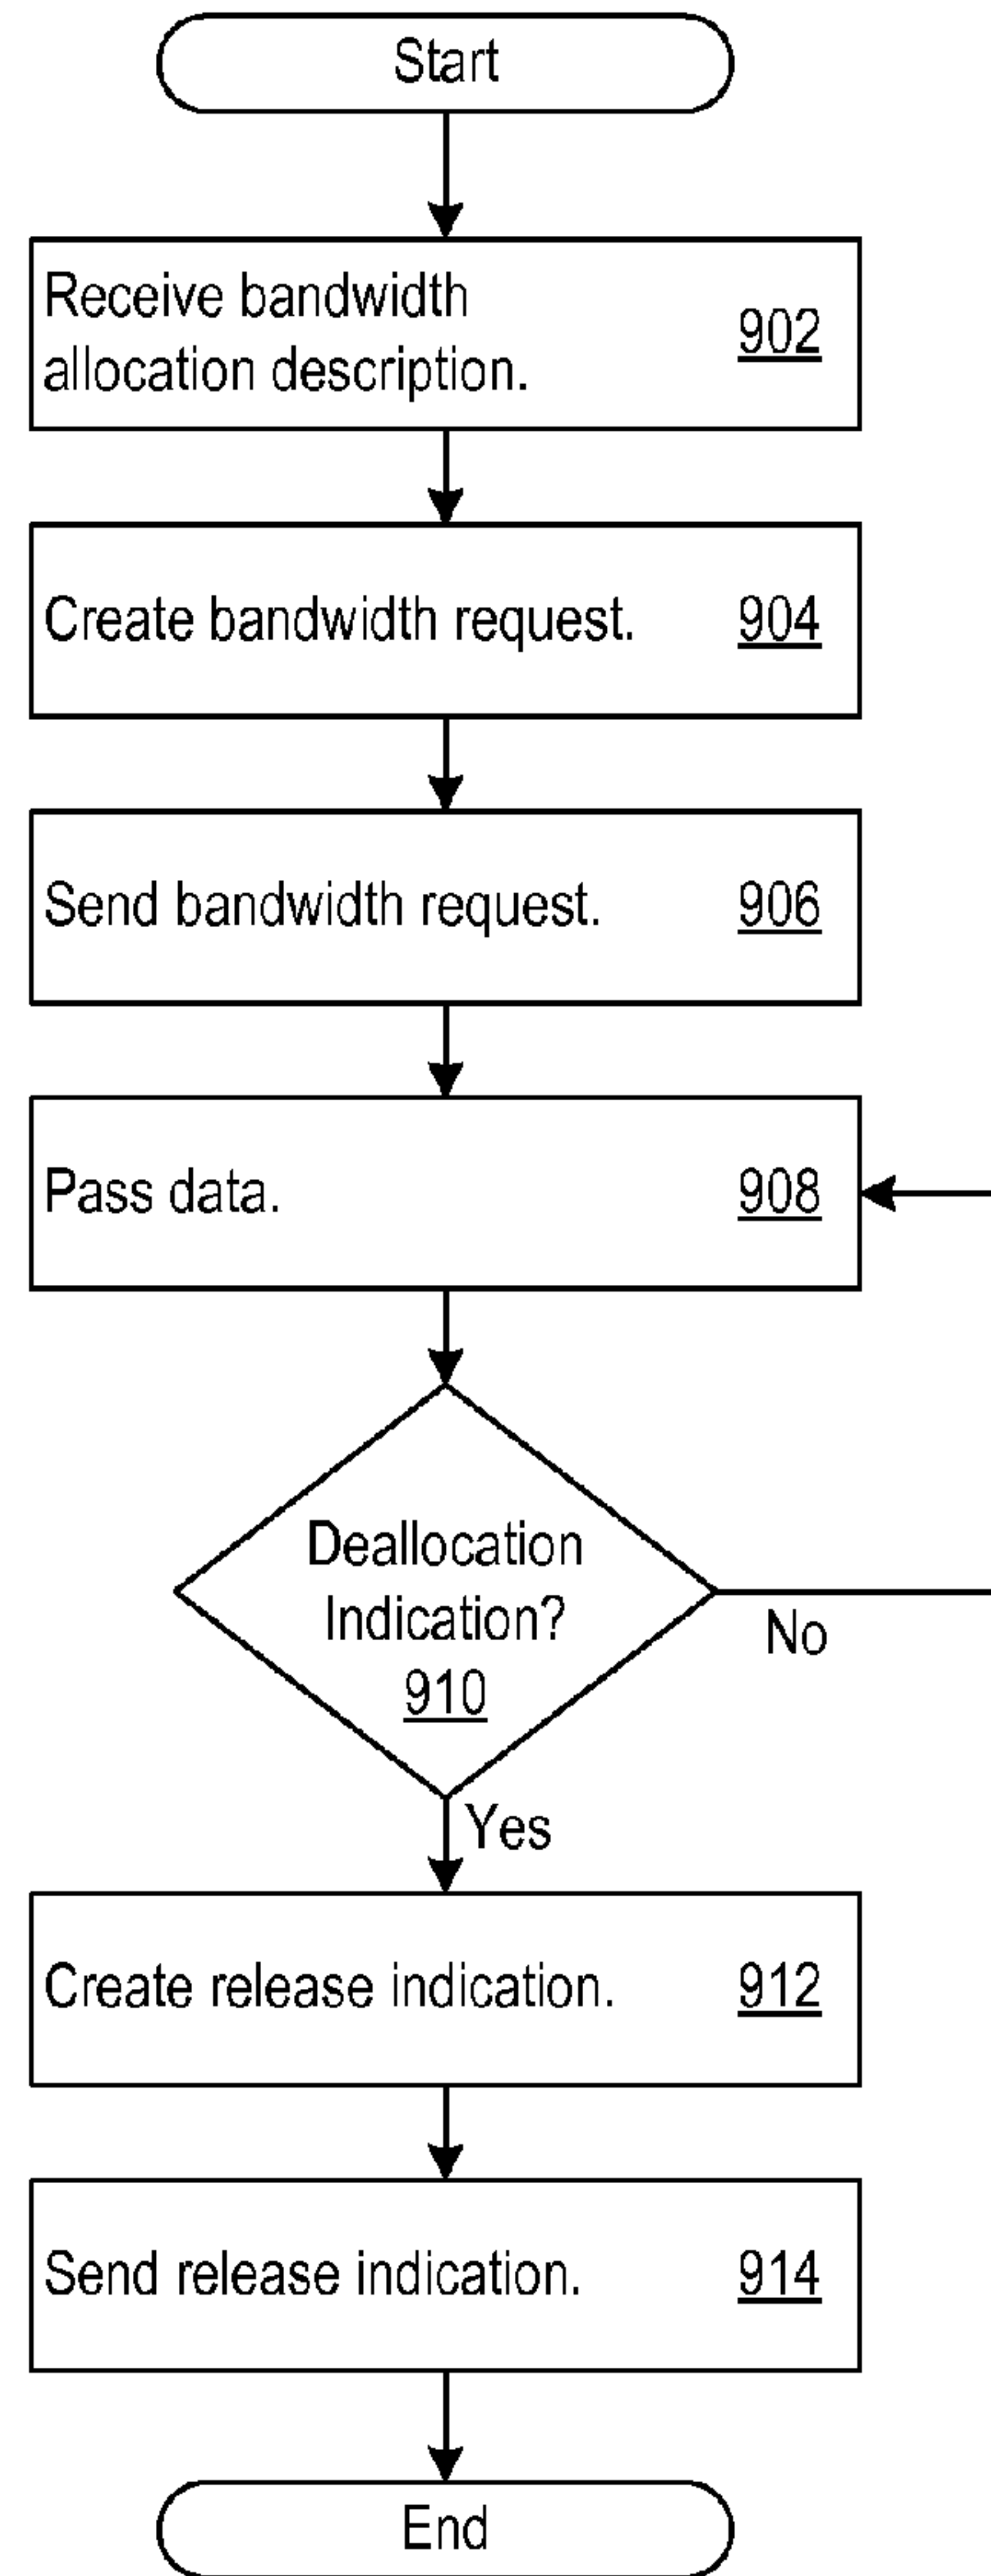 Start
Receive bandwidth
allocation description.
902
Create bandwidth request. 904
Send bandwidth request. 906
Pass data. 908
Deallocation
Indication?
910
No
Yes
Create release indication. 912
Send release indication. 914
End